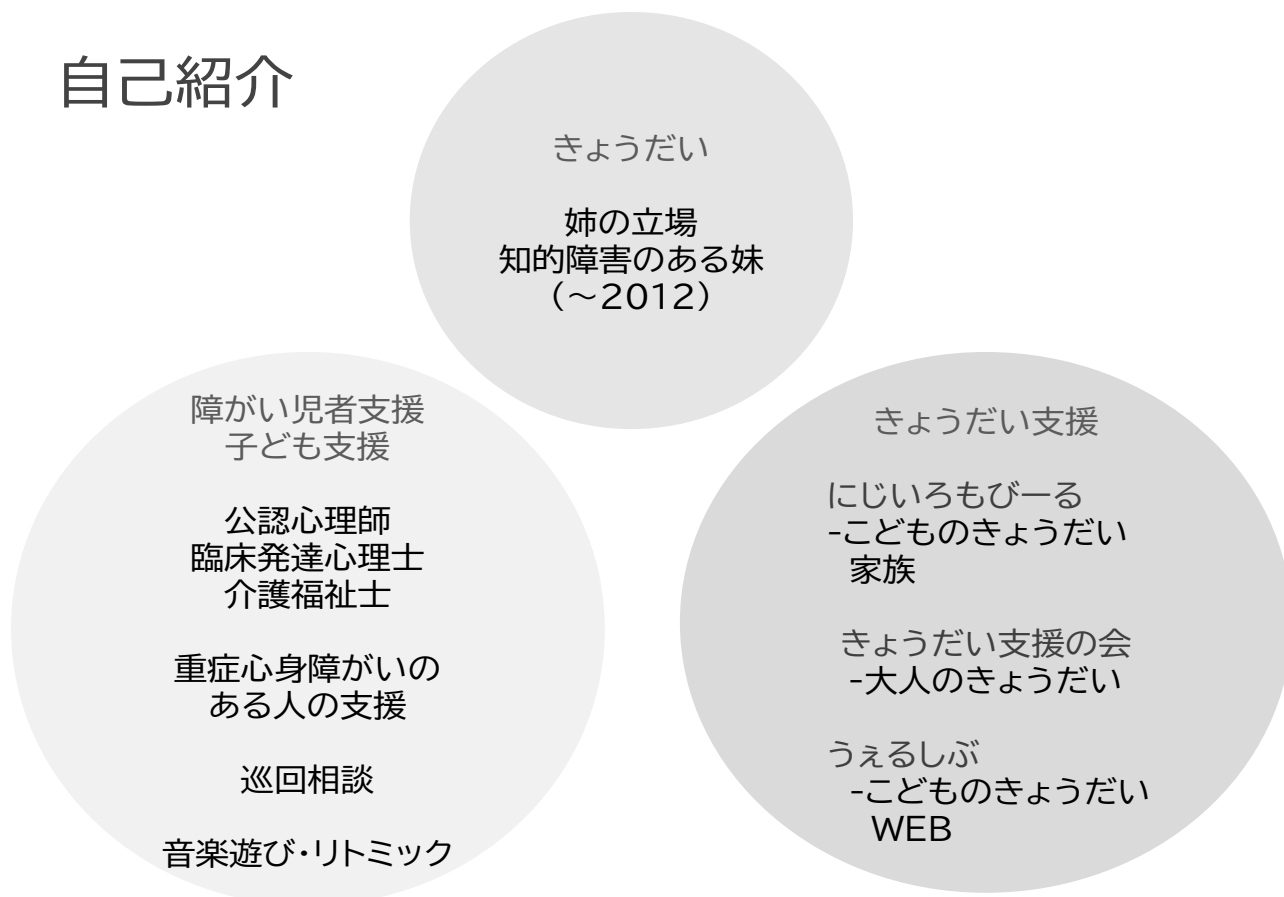 自己紹介
きょうだい
姉の立場
知的障害のある妹
（～2012）
障がい児者支援
子ども支援
公認心理師
臨床発達心理士
介護福祉士
重症心身障がいの
ある人の支援
巡回相談
音楽遊び・リトミック
きょうだい支援
にじいろもびーる
-こどものきょうだい
家族
きょうだい支援の会
-大人のきょうだい
うぇるしぶ
-こどものきょうだい
WEB